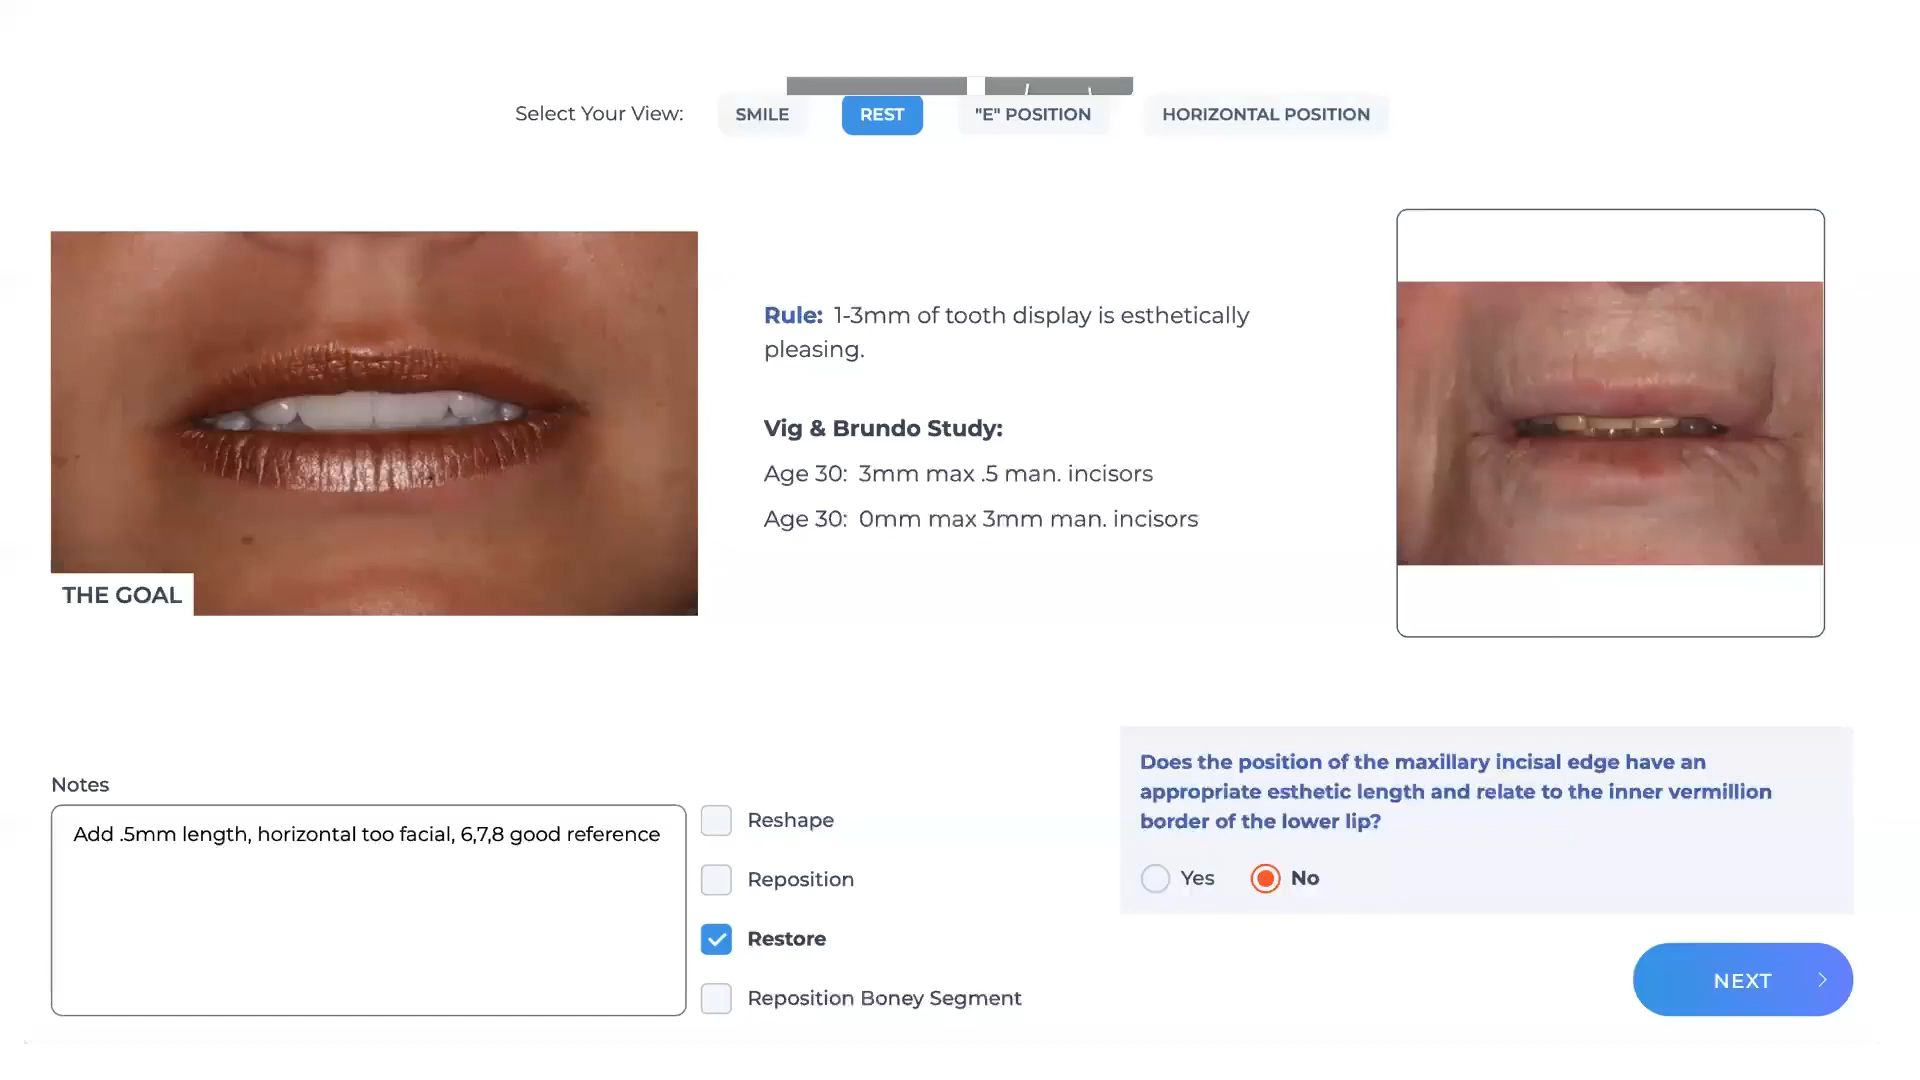 Select Your View:
SMILE
REST
"E" POSITION
HORIZONTAL POSITION
Rule: 1-3mm of tooth display is esthetically
pleasing.
Vig & Brundo Study:
Age 30: 3mm max .5 man. incisors
Age 30: 0mm max 3mm man. incisors
THE GOAL
Notes
Add .5mm length, horizontal too facial, 6,7,8 good reference
Reshape
Reposition
Restore
Reposition Boney Segment
Does the position of the maxillary incisal edge have an
appropriate esthetic length and relate to the inner vermillion
border of the lower lip?
Yes
No
NEXT